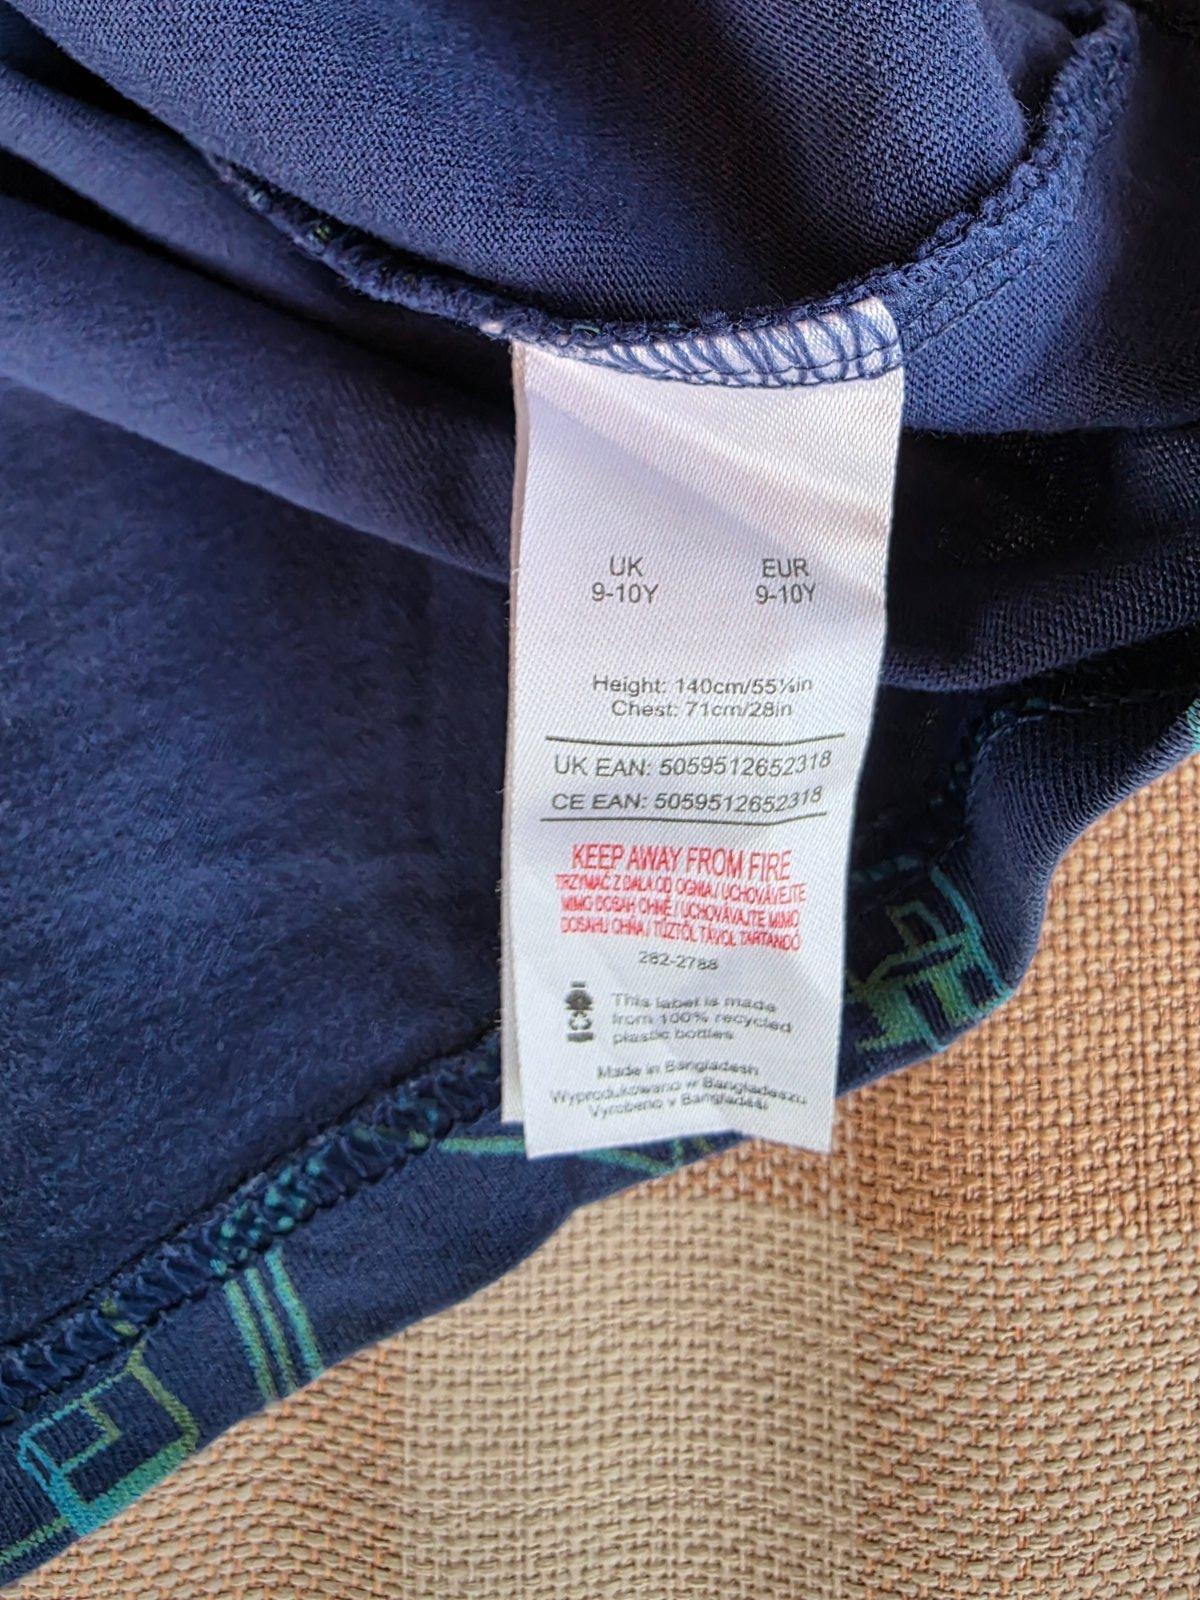 UK EUR
9-10Y 9-10Y
Height: 140cm/55⅛in
Chest: 71cm/28in
UK EAN: 5059512652318
CE EAN: 5059512652318
KEEP AWAY FROM FIRE
TRZYMAĆ Z DALA OD OGNIA / UCHOVÁVEJTE
MIMO DOSAH OHNĚ / UCHOVÁVAJTE MIMO
DOSAHU OHŇA / TŰZTŐL TÁVOL TARTANDÓ
282-2788
This label is made
from 100% recycled
plastic bottles
Made in Bangladesh
Wyprodukowano w Bangladeszu
Vyrobeno v Bangladéši